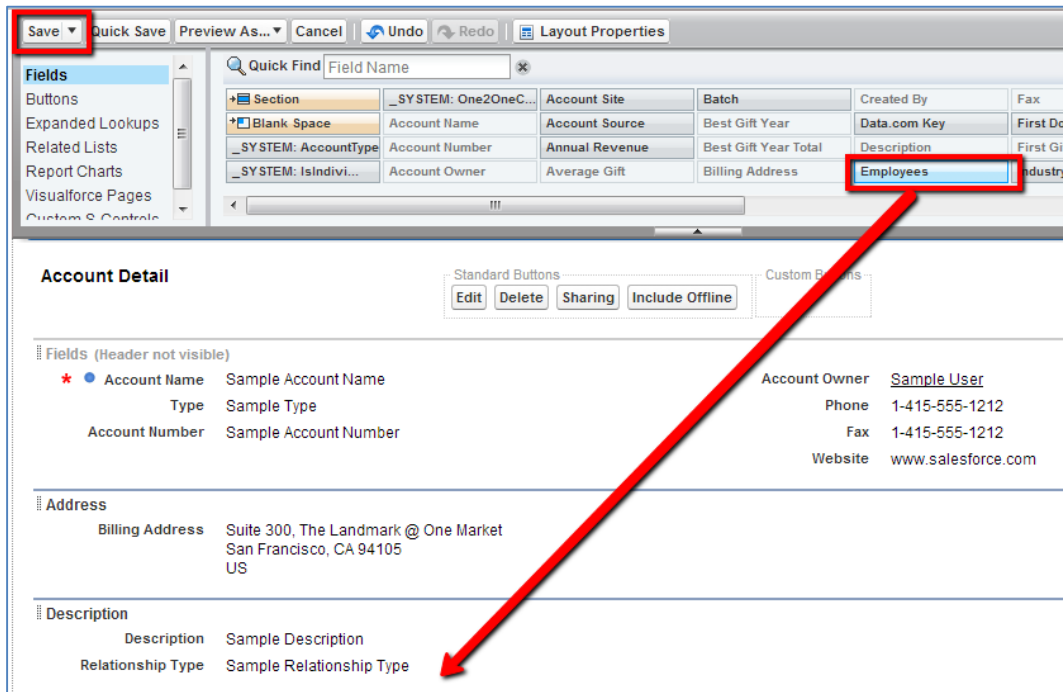 Save Quick Save Preview As... Cancel Undo Redo Layout Properties
Fields
Buttons
Expanded Lookups
Related Lists
Report Charts
Visualforce Pages
Custom S Controls
Quick Find Field Name
Section _SYSTEM: One2OneC... Account Site Batch Created By Fax
Blank Space Account Name Account Source Best Gift Year Data.com Key First Do
_SYSTEM: AccountType Account Number Annual Revenue Best Gift Year Total Description First Gi
_SYSTEM: IsIndivi... Account Owner Average Gift Billing Address Employees Industry
Account Detail
Standard Buttons
Edit Delete Sharing Include Offline
Custom Buttons
Fields (Header not visible)
* Account Name Sample Account Name Account Owner Sample User
Type Sample Type Phone 1-415-555-1212
Account Number Sample Account Number Fax 1-415-555-1212
Website www.salesforce.com
Address
Billing Address Suite 300, The Landmark @ One Market
San Francisco, CA 94105
US
Description
Description Sample Description
Relationship Type Sample Relationship Type